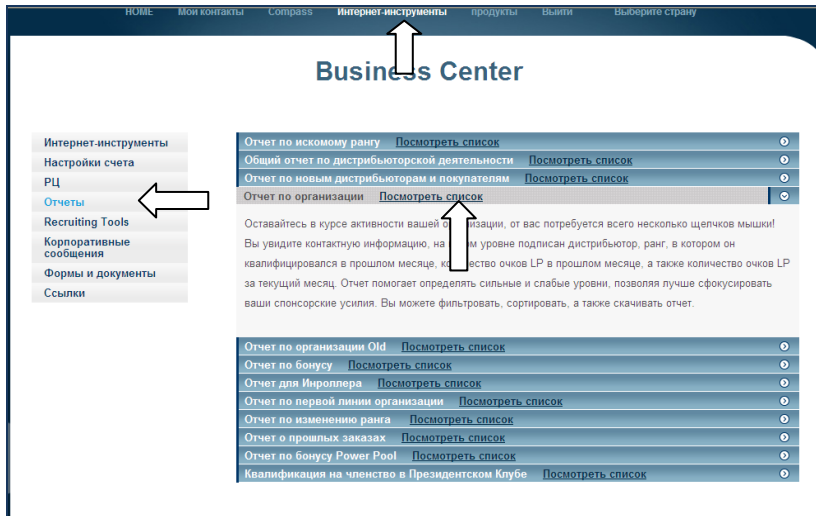 HOME Мои контакты Compass Интернет-инструменты продукты Выйти Выберите страну
Business Center
Интернет-инструменты
Настройки счета
РЦ
Отчеты
Recruiting Tools
Корпоративные
сообщения
Формы и документы
Ссылки
Отчет по искомому рангу Посмотреть список
Общий отчет по дистрибьюторской деятельности Посмотреть список
Отчет по новым дистрибьюторам и покупателям Посмотреть список
Отчет по организации Посмотреть список
Оставайтесь в курсе активности вашей организации, от вас потребуется всего несколько щелчков мышки!
Вы увидите контактную информацию, на уровне подписан дистрибьютор, ранг, в котором он
квалифицировался в прошлом месяце, количество очков LP в прошлом месяце, а также количество очков LP
за текущий месяц. Отчет помогает определять сильные и слабые уровни, позволяя лучше сфокусировать
ваши спонсорские усилия. Вы можете фильтровать, сортировать, а также скачивать отчет.
Отчет по организации Old Посмотреть список
Отчет по бонусу Посмотреть список
Отчет для Инроллера Посмотреть список
Отчет по первой линии организации Посмотреть список
Отчет по изменению ранга Посмотреть список
Отчет о прошлых заказах Посмотреть список
Отчет по бонусу Power Pool Посмотреть список
Квалификация на членство в Президентском Клубе Посмотреть список